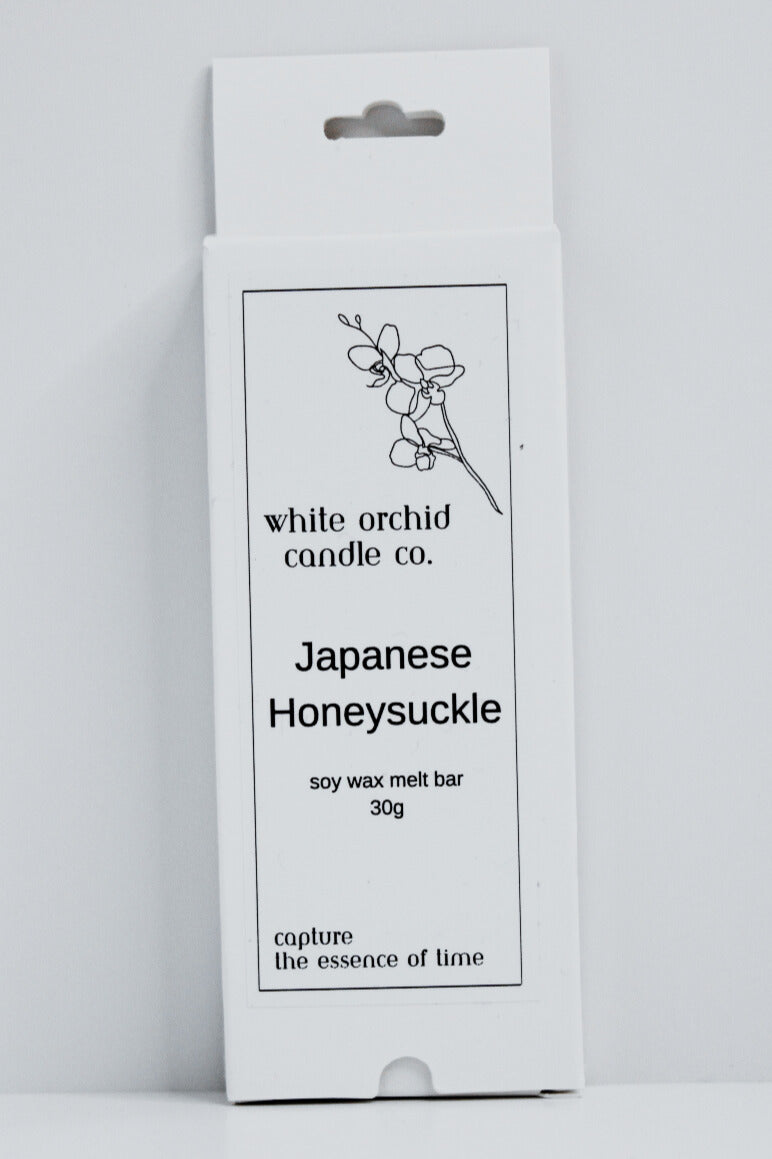 white orchid
candle co.
Japanese
Honeysuckle
soy wax melt bar
30g
capture
the essence of time